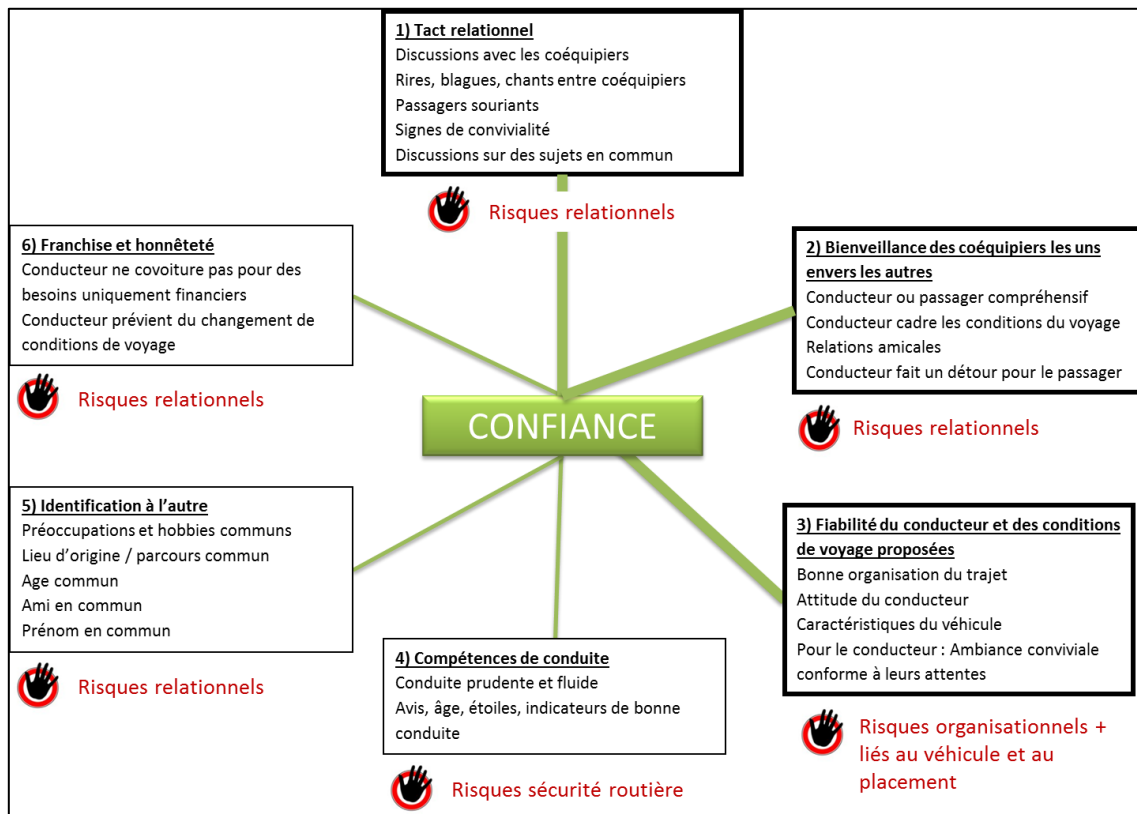 1) Tact relationnel
Discussions avec les coéquipiers
Rires, blagues, chants entre coéquipiers
Passagers souriants
Signes de convivialité
Discussions sur des sujets en commun
Risques relationnels
2) Bienveillance des coéquipiers les uns
envers les autres
Conducteur ou passager compréhensif
Conducteur cadre les conditions du voyage
Relations amicales
Conducteur fait un détour pour le passager
Risques relationnels
3) Fiabilité du conducteur et des conditions
de voyage proposées
Bonne organisation du trajet
Attitude du conducteur
Caractéristiques du véhicule
Pour le conducteur : Ambiance conviviale
conforme à leurs attentes
Risques organisationnels +
liés au véhicule et au
placement
4) Compétences de conduite
Conduite prudente et fluide
Avis, âge, étoiles, indicateurs de bonne
conduite
Risques sécurité routière
5) Identification à l'autre
Préoccupations et hobbies communs
Lieu d'origine / parcours commun
Age commun
Ami en commun
Prénom en commun
Risques relationnels
6) Franchise et honnêteté
Conducteur ne covoiture pas pour des
besoins uniquement financiers
Conducteur prévient du changement de
conditions de voyage
Risques relationnels
CONFIANCE